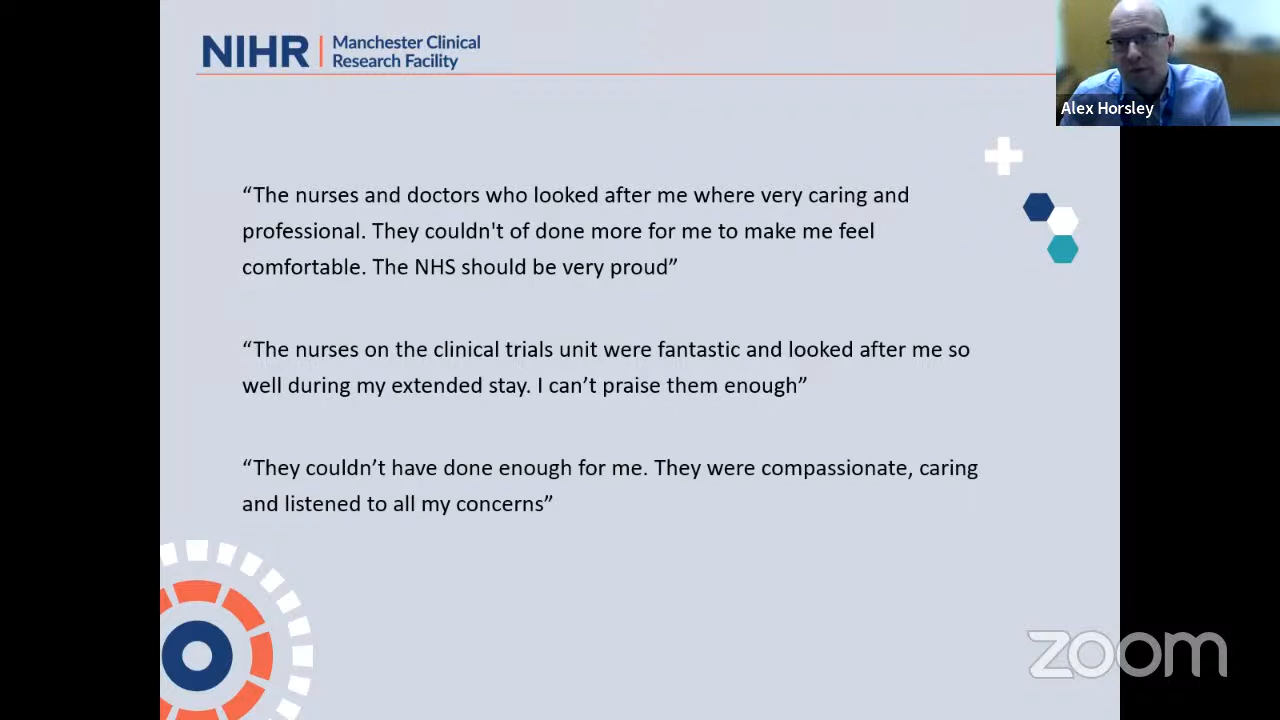 NIHR | Manchester Clinical
Research Facility
Alex Horsley
“The nurses and doctors who looked after me where very caring and
professional. They couldn't of done more for me to make me feel
comfortable. The NHS should be very proud”
“The nurses on the clinical trials unit were fantastic and looked after me so
well during my extended stay. I can’t praise them enough”
“They couldn’t have done enough for me. They were compassionate, caring
and listened to all my concerns”
zoom